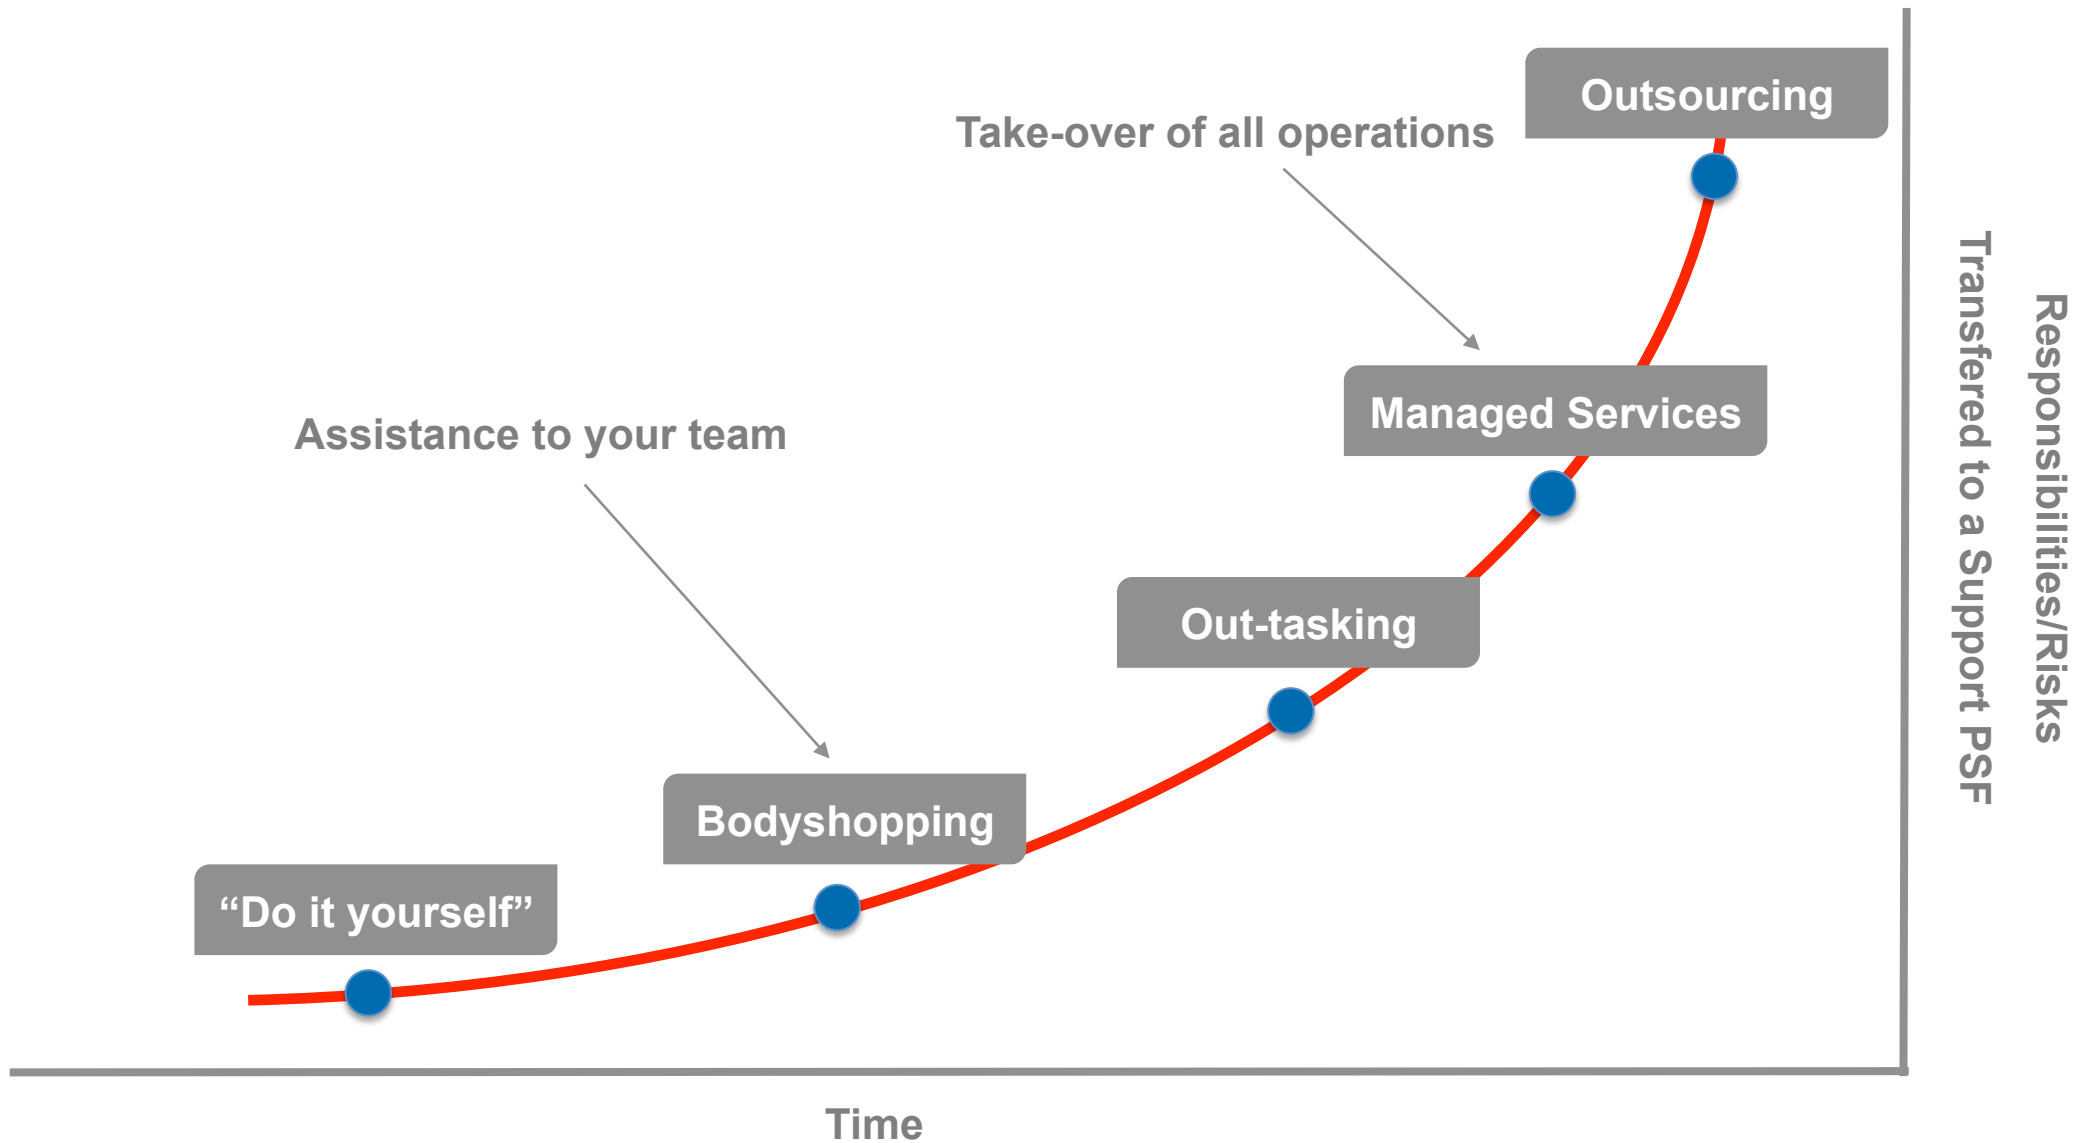 Outsourcing
Take-over of all operations
Managed Services
Assistance to your team
Out-tasking
Bodyshopping
“Do it yourself”
Responsibilities/Risks
Transfered to a Support PSF
Time